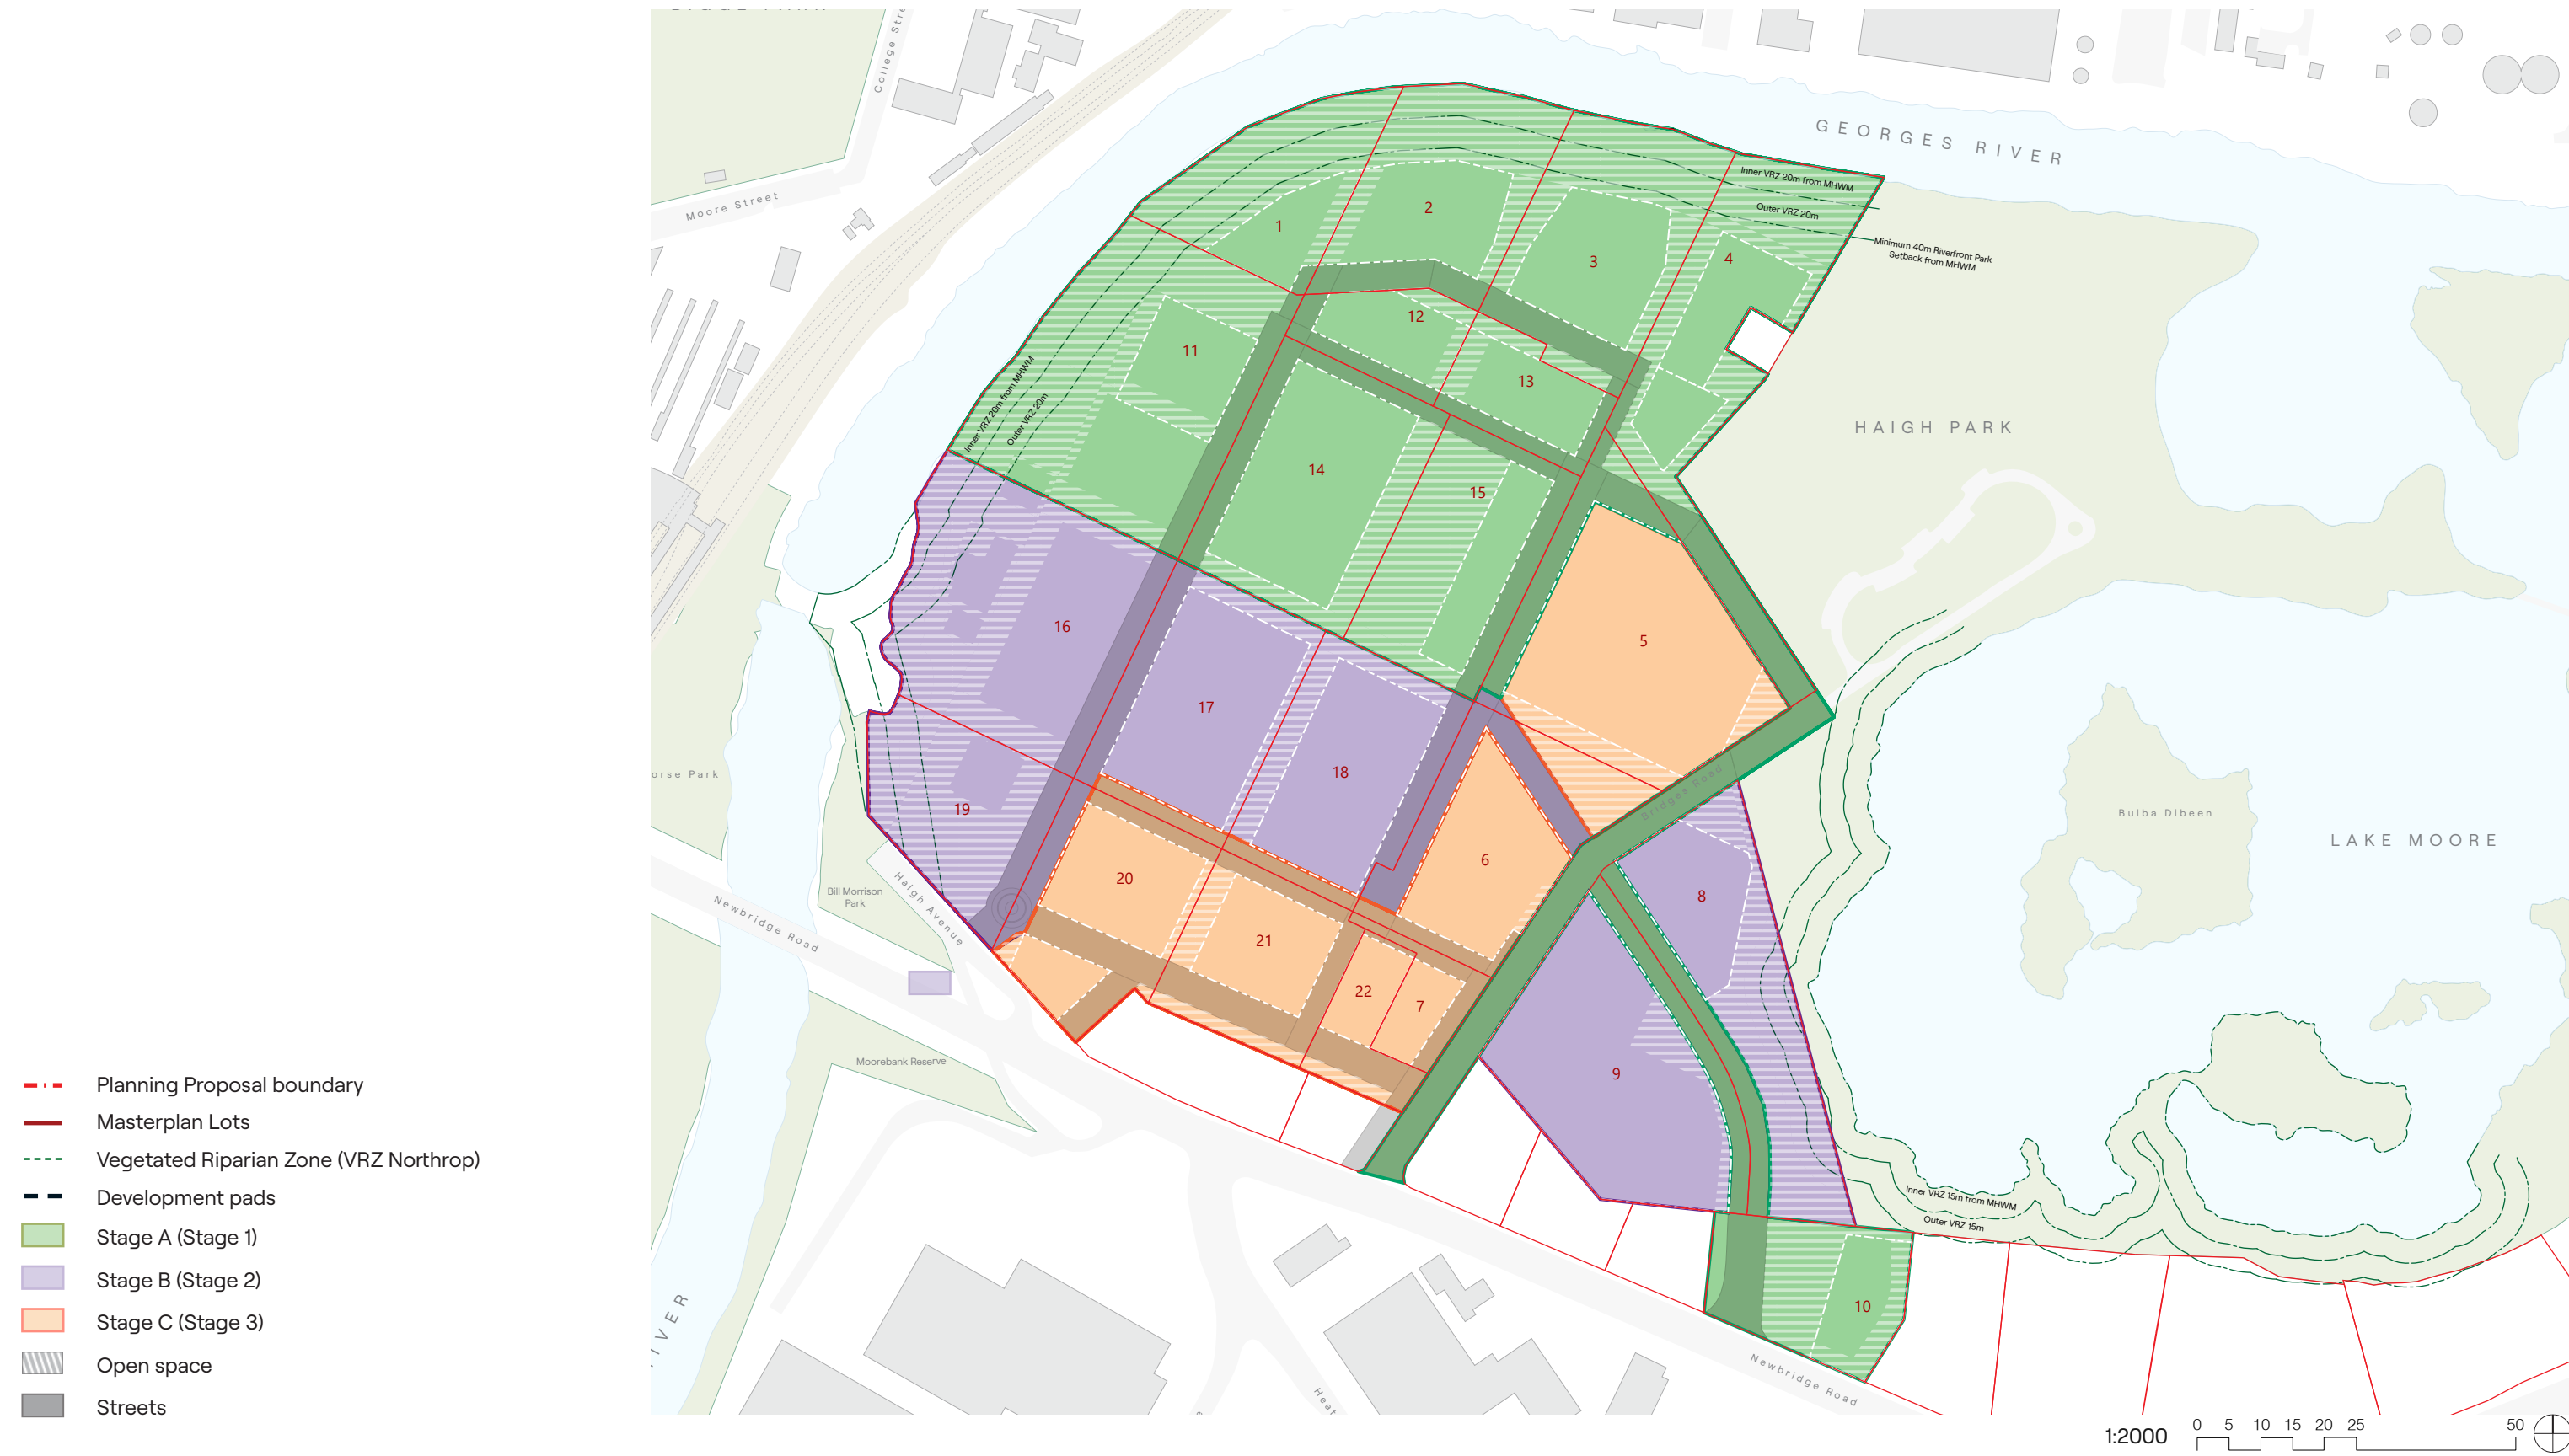 College Stre
Moore Street
GEORGES RIVER
Inner VRZ 20m from MHWM
Outer VRZ 20m
Minimum 40m Riverfront Park
Setback from MHWM
1
2
3
4
12
11
13
Inner VRZ 20m from MHWM
Outer VRZ 20m
HAIGH PARK
14
15
16
5
17
18
19
orse Park
Bridges Road
Bulba Dibeen
LAKE MOORE
20
6
8
21
Bill Morrison
Park
Haigh Avenue
Newbridge Road
22
7
9
Moorebank Reserve
Inner VRZ 15m from MHWM
Outer VRZ 15m
10
Newbridge Road
IVER
Heat
Planning Proposal boundary
Masterplan Lots
Vegetated Riparian Zone (VRZ Northrop)
Development pads
Stage A (Stage 1)
Stage B (Stage 2)
Stage C (Stage 3)
Open space
Streets
1:2000
0 5 10 15 20 25 50